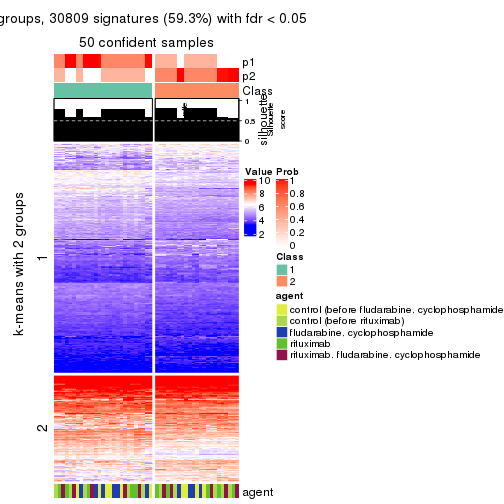 groups, 30809 signatures (59.3%) with fdr < 0.05
50 confident samples
p1
p2
Class
1
0.5
0
silhouette
Silhouette
score
k-means with 2 groups
1
2
Value
10
8
6
4
2
Prob
1
0.8
0.6
0.4
0.2
0
Class
1
2
agent
control (before fludarabine. cyclophosphamide
control (before rituximab)
fludarabine. cyclophosphamide
rituximab
rituximab. fludarabine. cyclophosphamide
agent